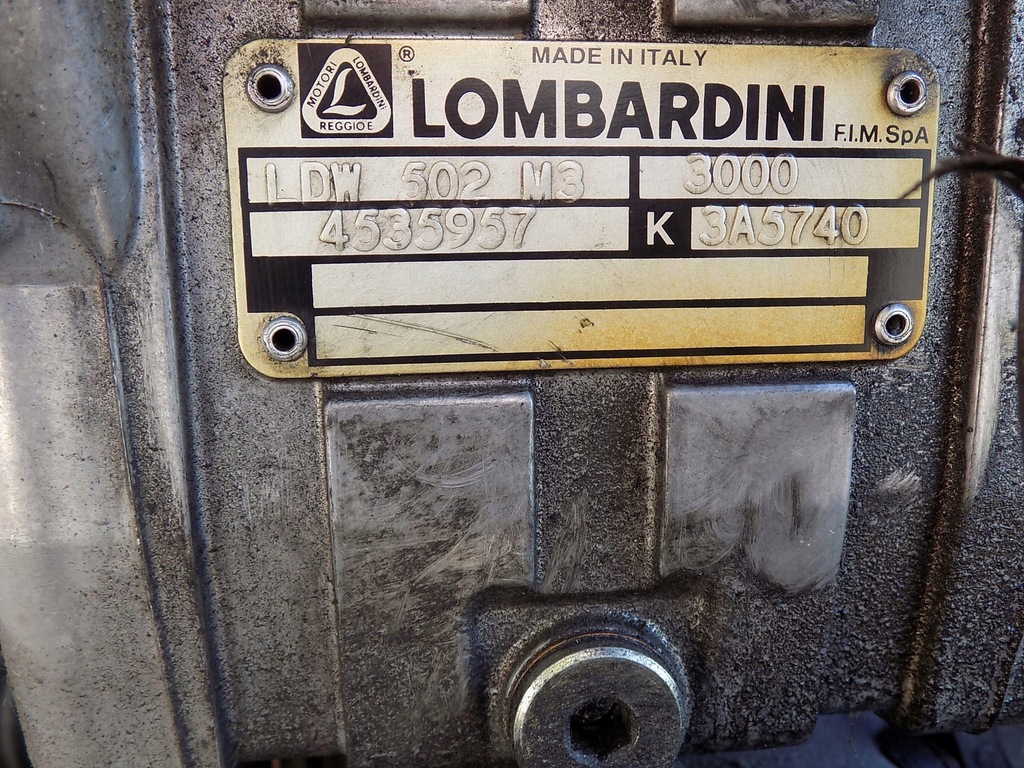 MADE IN ITALY
MOTORI LOMBARDINI
REGGIO E
®
LOMBARDINI F.I.M. SpA
LDW 502 M3 3000
4535957 K 3A5740